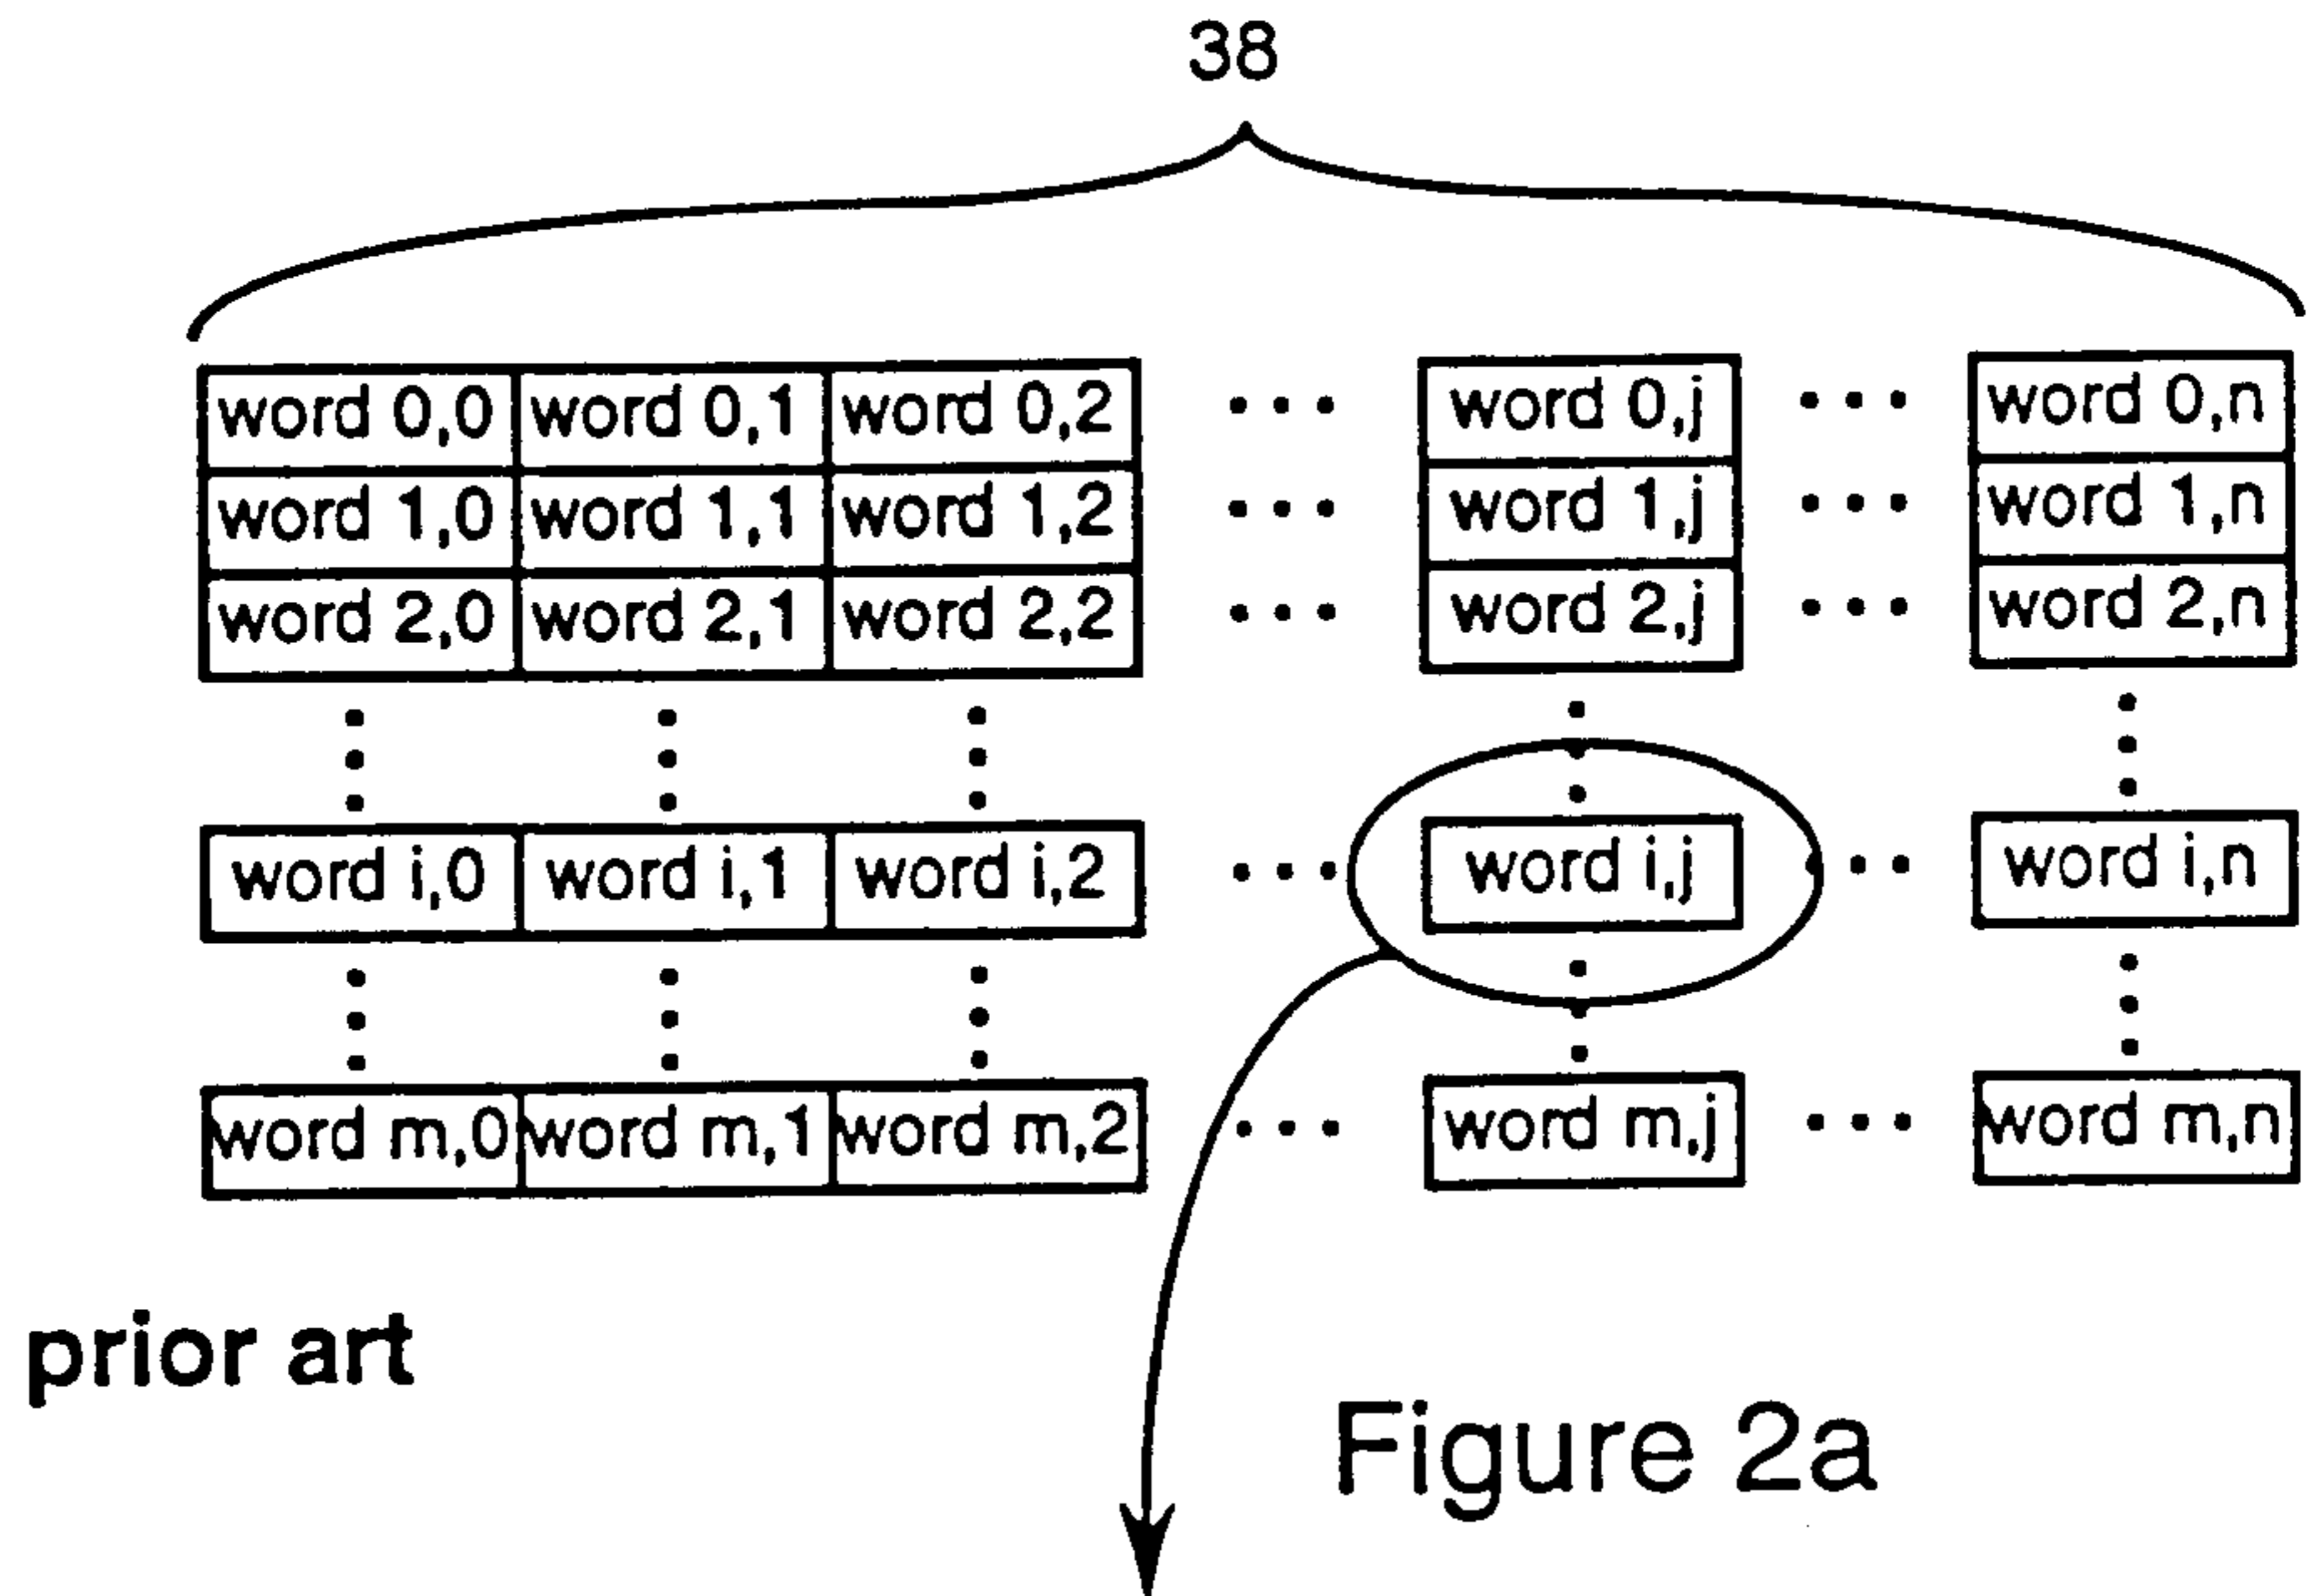 38
word 0,0 word 0,1 word 0,2 ... word 0,j ... word 0,n
word 1,0 word 1,1 word 1,2 ... word 1,j ... word 1,n
word 2,0 word 2,1 word 2,2 ... word 2,j ... word 2,n
word i,0 word i,1 word i,2 ... word i,j ... word i,n
word m,0 word m,1 word m,2 ... word m,j ... word m,n
prior art
Figure 2a